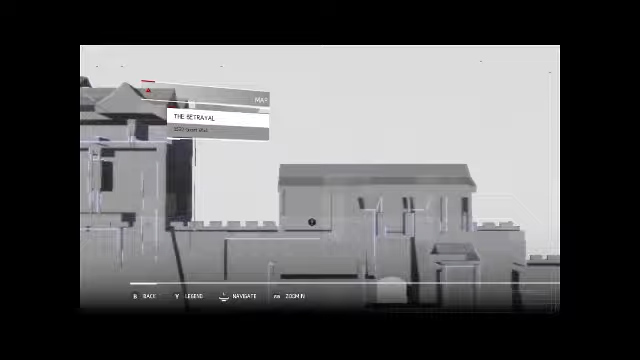 MAP
THE BETRAYAL
B BACK
Y LEGEND
L NAVIGATE
ZOOM IN